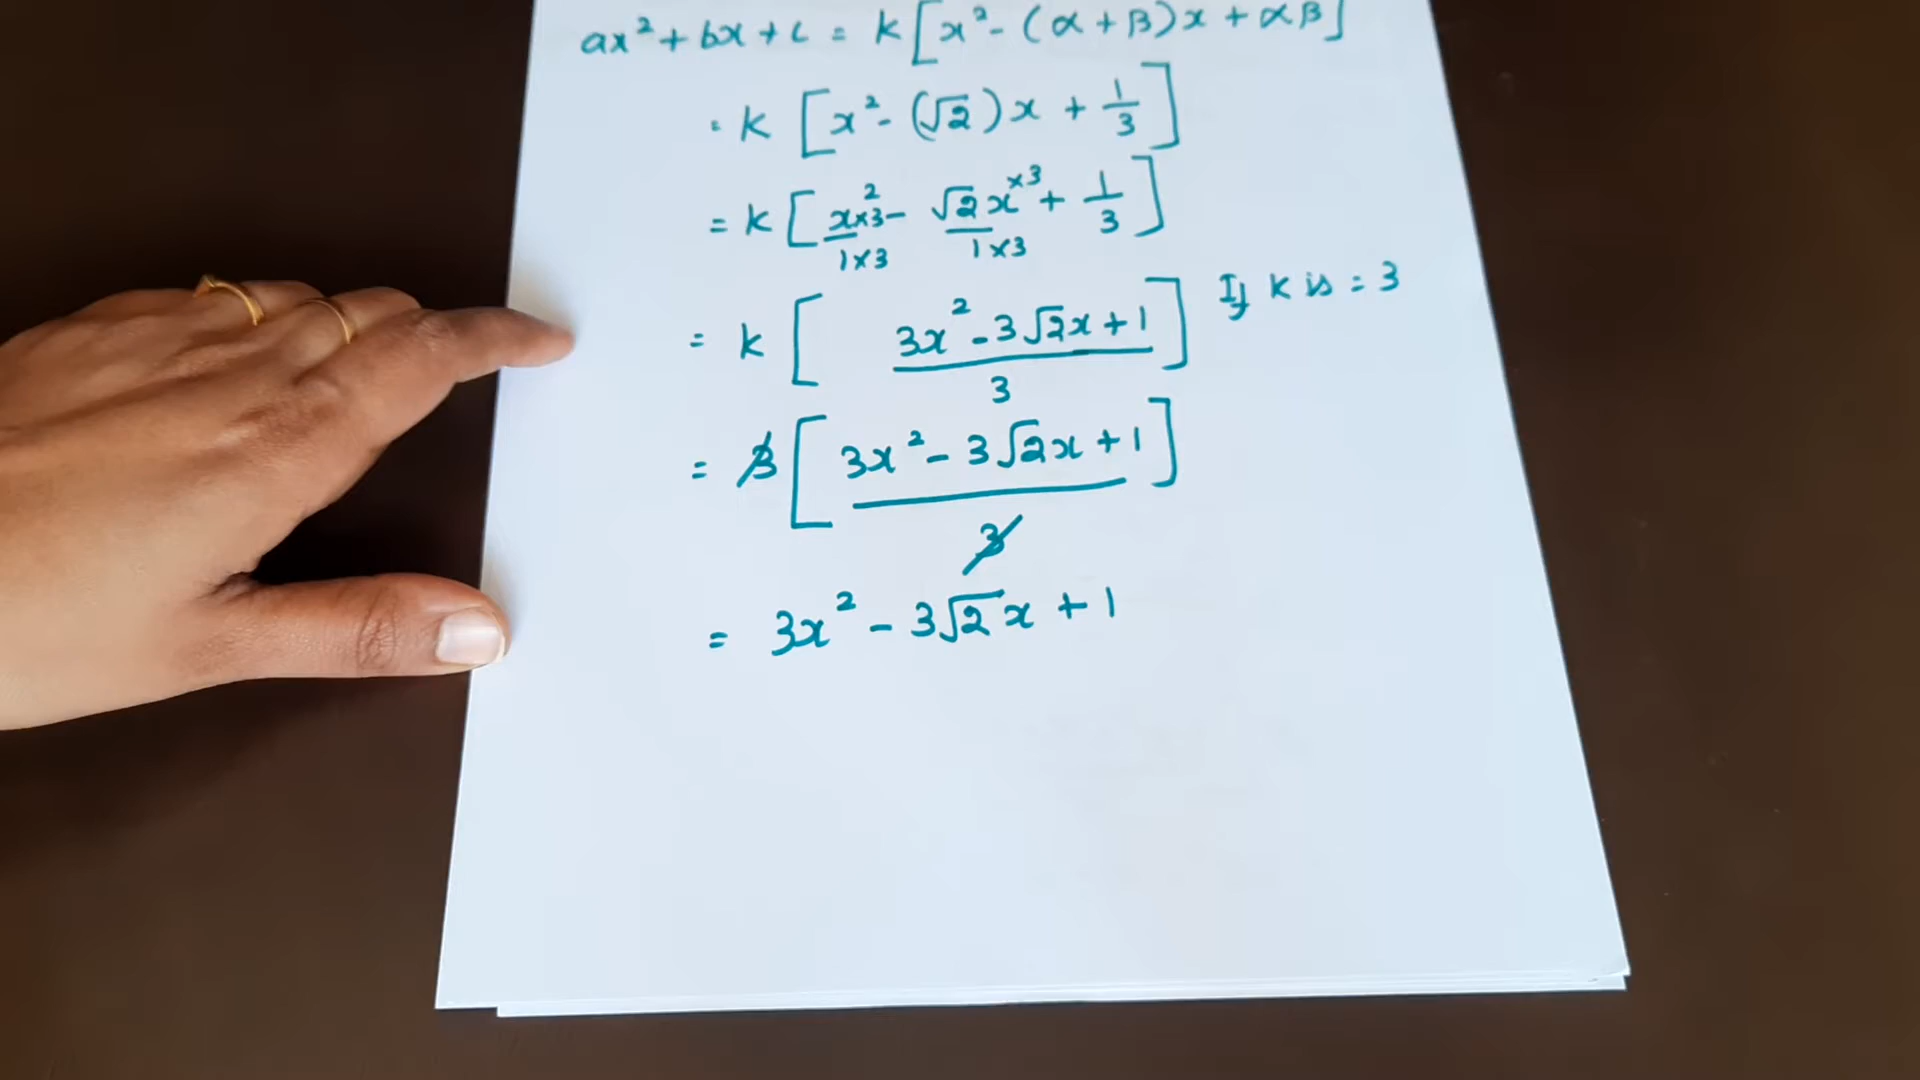 ax² + bx + c = k [x² - (α + β)x + αβ]
= k [x² - (√2)x + 1/3]
= k [x²×3/1×3 - √2x×3/1×3 + 1/3]
= k [3x² - 3√2x + 1/3] If k is = 3
= 3 [3x² - 3√2x + 1/3]
= 3x² - 3√2x + 1